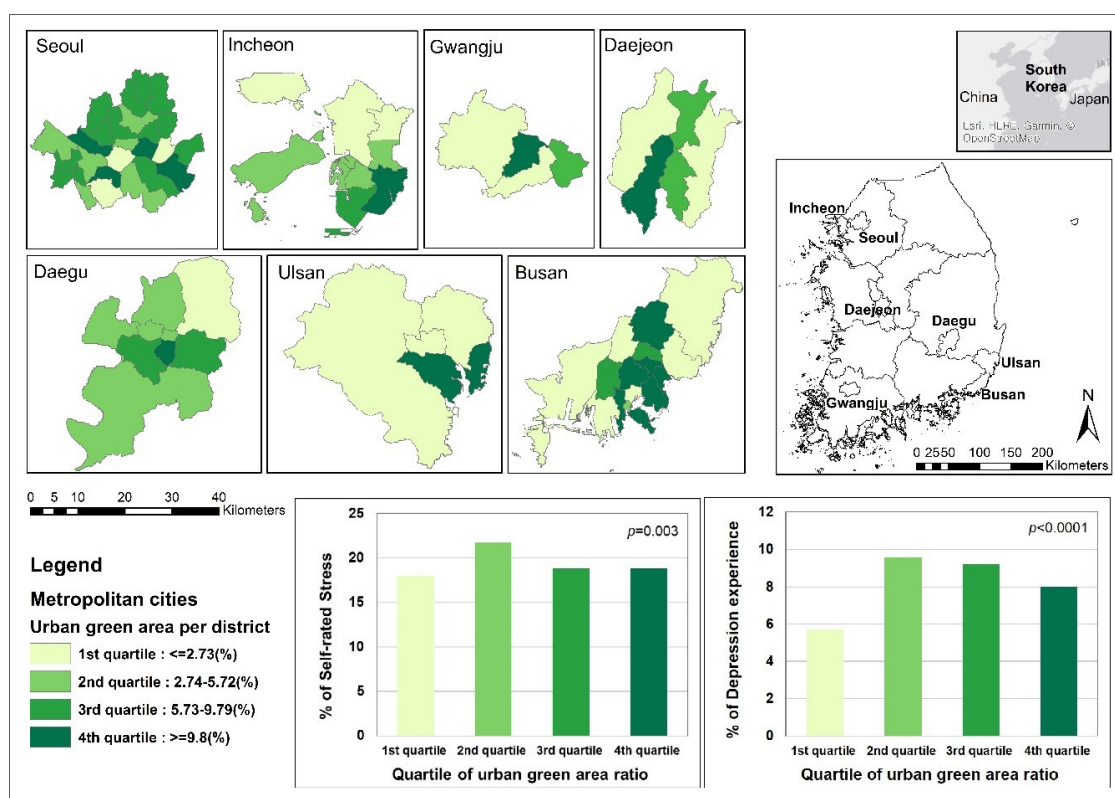 Seoul
Incheon
Gwangju
Daejeon
South
Korea
China
Japan
Esri, HERE, Garmin, ©
OpenStreetMap
Daegu
Ulsan
Busan
Incheon
Seoul
Daejeon
Daegu
Ulsan
Busan
Gwangju
N
0 2550 100 150 200
Kilometers
0 5 10 20 30 40
Kilometers
Legend
Metropolitan cities
Urban green area per district
1st quartile : <=2.73(%)
2nd quartile : 2.74-5.72(%)
3rd quartile : 5.73-9.79(%)
4th quartile : >=9.8(%)
% of Self-rated Stress
25
20
15
10
5
0
p=0.003
1st quartile 2nd quartile 3rd quartile 4th quartile
Quartile of urban green area ratio
% of Depression experience
12
10
8
6
4
2
0
p<0.0001
1st quartile 2nd quartile 3rd quartile 4th quartile
Quartile of urban green area ratio